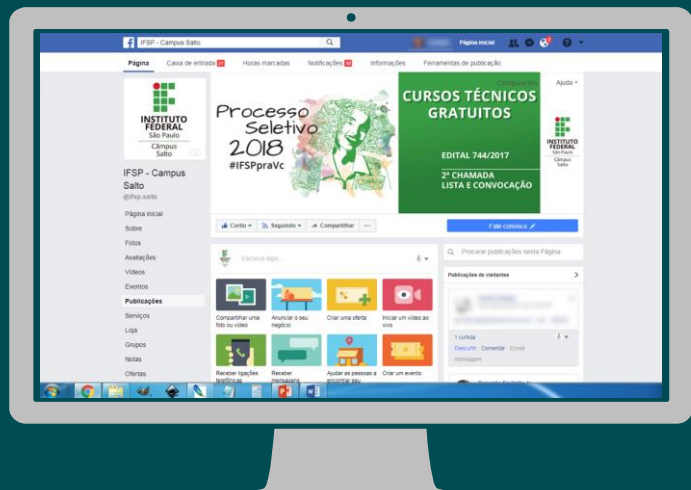 IFSP - Campus Salto
Página inicial
Página
Caixa de entrada 21
Horas marcadas
Notificações
Informações
Ferramentas de publicação
Configurações
Ajuda
INSTITUTO
FEDERAL
São Paulo
Câmpus
Salto
IFSP - Campus
Salto
@ifsp.salto
Página inicial
Sobre
Fotos
Avaliações
Vídeos
Eventos
Publicações
Serviços
Loja
Grupos
Notas
Ofertas
Processo
Seletivo
2018
#IFSPpraVc
CURSOS TÉCNICOS
GRATUITOS
EDITAL 744/2017
2ª CHAMADA
LISTA E CONVOCAÇÃO
INSTITUTO
FEDERAL
São Paulo
Câmpus
Salto
Curtiu
Seguindo
Compartilhar
Fale conosco
Escreva algo...
Compartilhar uma
foto ou vídeo
Anunciar o seu
negócio
Criar uma oferta
Iniciar um vídeo ao
vivo
Receber ligações
telefônicas
Receber
mensagens
Ajudar as pessoas a
encontrar seu
Criar um evento
Procurar publicações nesta Página
Publicações de visitantes
1 curtida
Descurtir · Comentar · Enviar
mensagem